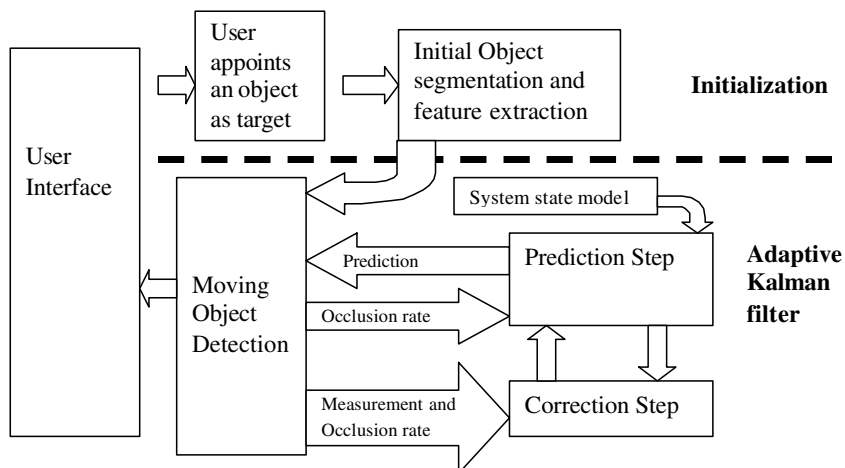 User
Interface
User
appoints
an object
as target
Initial Object
segmentation and
feature extraction
Initialization
System state model
Moving
Object
Detection
Prediction
Occlusion rate
Measurement and
Occlusion rate
Prediction Step
Correction Step
Adaptive
Kalman
filter